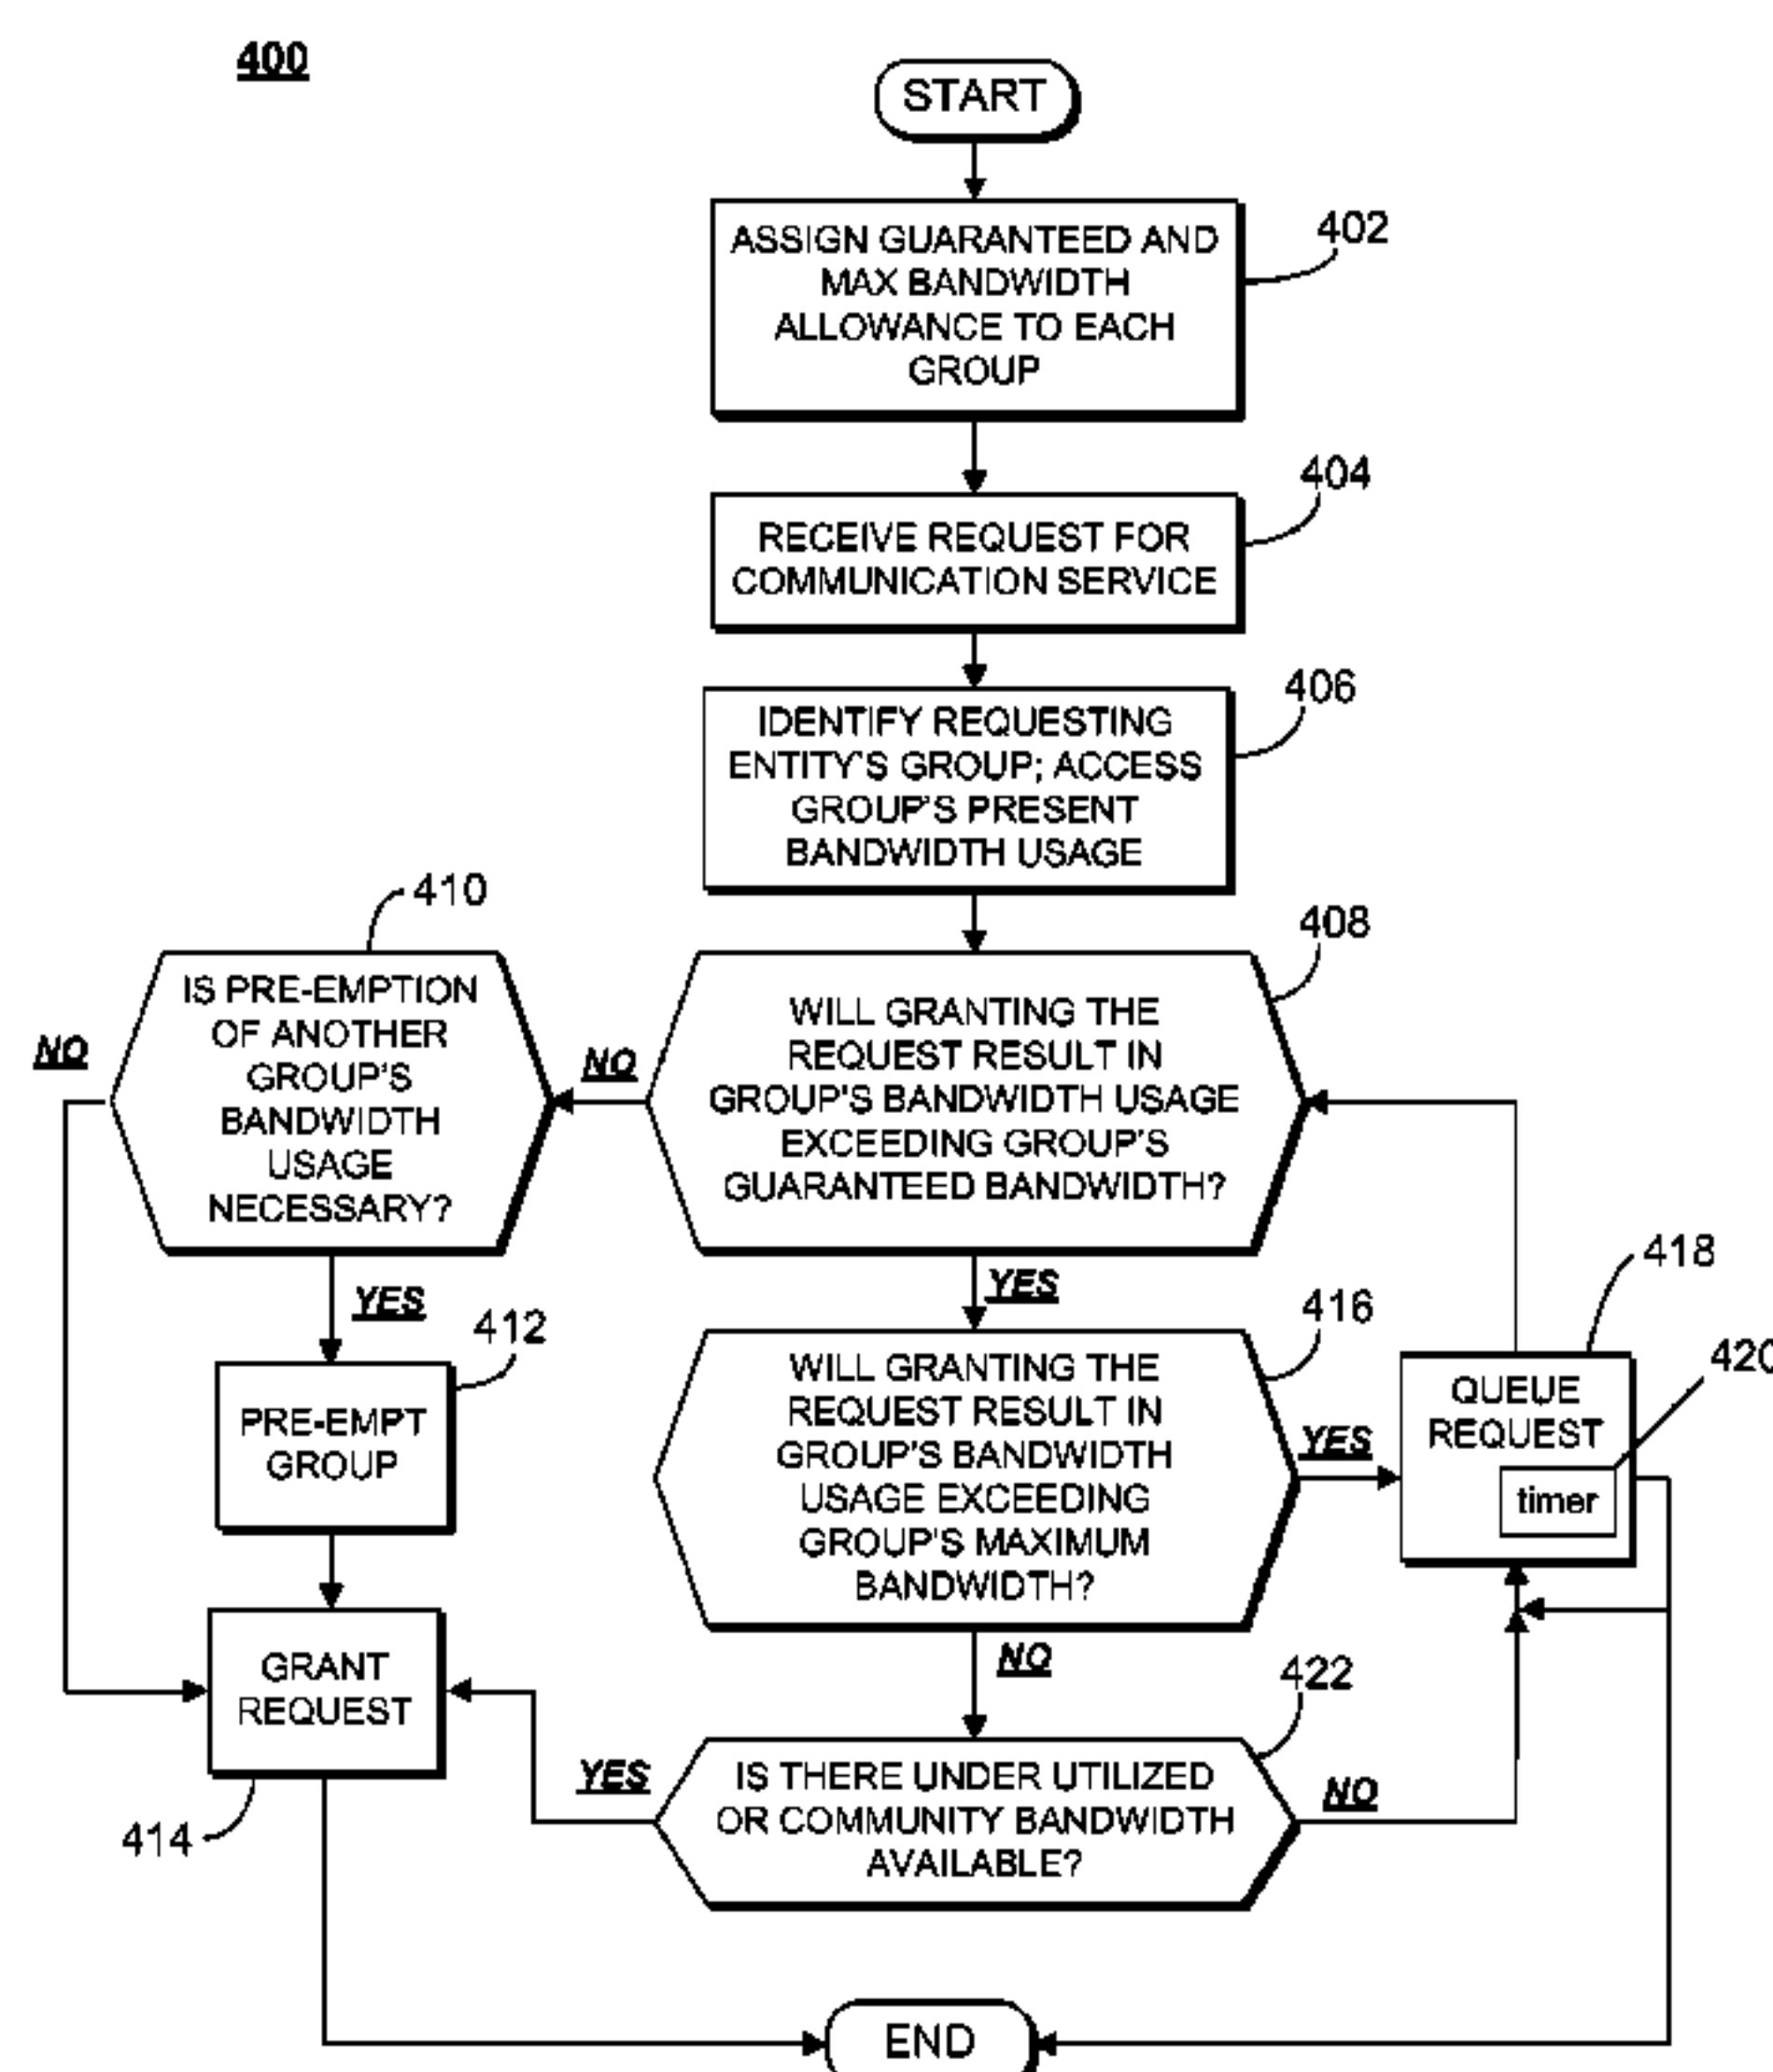 400
START
ASSIGN GUARANTEED AND
MAX BANDWIDTH
ALLOWANCE TO EACH
GROUP
402
RECEIVE REQUEST FOR
COMMUNICATION SERVICE
404
IDENTIFY REQUESTING
ENTITY'S GROUP; ACCESS
GROUP'S PRESENT
BANDWIDTH USAGE
406
WILL GRANTING THE
REQUEST RESULT IN
GROUP'S BANDWIDTH USAGE
EXCEEDING GROUP'S
GUARANTEED BANDWIDTH?
408
NO
IS PRE-EMPTION
OF ANOTHER
GROUP'S
BANDWIDTH
USAGE
NECESSARY?
410
NO
YES
PRE-EMPT
GROUP
412
GRANT
REQUEST
414
YES
WILL GRANTING THE
REQUEST RESULT IN
GROUP'S BANDWIDTH
USAGE EXCEEDING
GROUP'S MAXIMUM
BANDWIDTH?
416
YES
QUEUE
REQUEST
418
timer
420
NO
IS THERE UNDER UTILIZED
OR COMMUNITY BANDWIDTH
AVAILABLE?
422
YES
NO
END